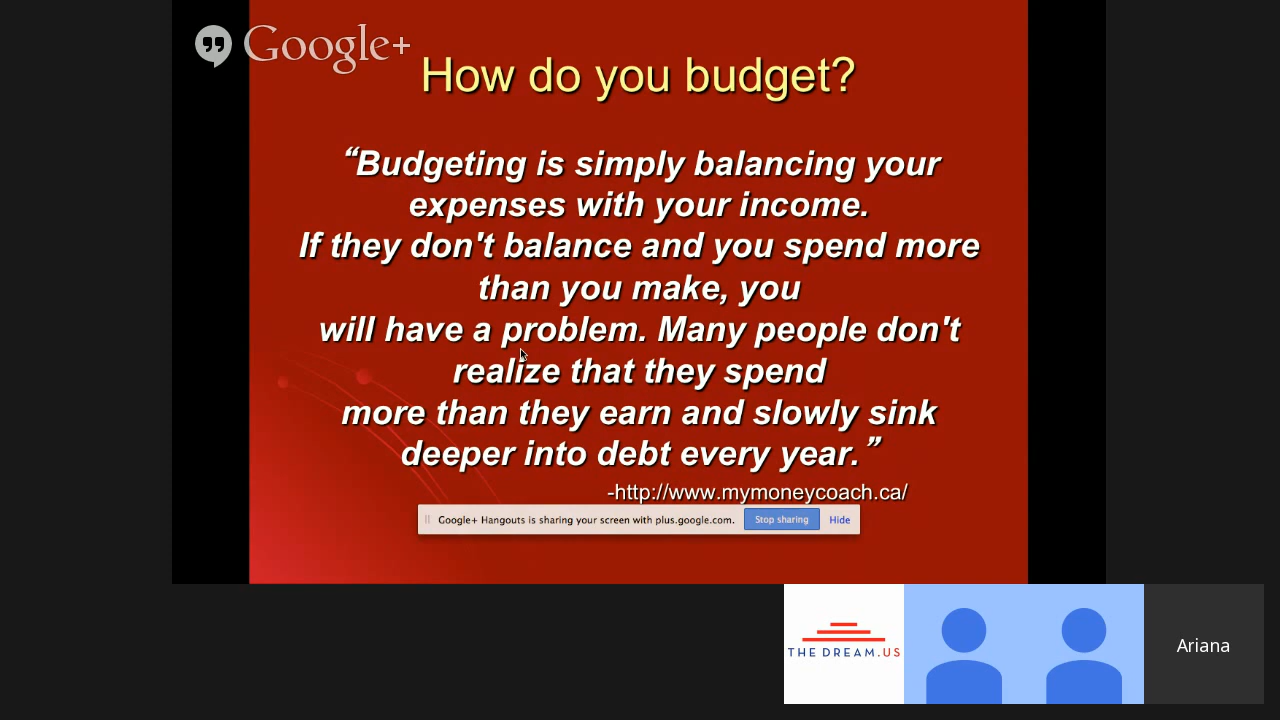 Google+
How do you budget?
“Budgeting is simply balancing your
expenses with your income.
If they don't balance and you spend more
than you make, you
will have a problem. Many people don't
realize that they spend
more than they earn and slowly sink
deeper into debt every year.”
-http://www.mymoneycoach.ca/
Google+ Hangouts is sharing your screen with plus.google.com. Stop sharing Hide
THE DREAM.US
Ariana